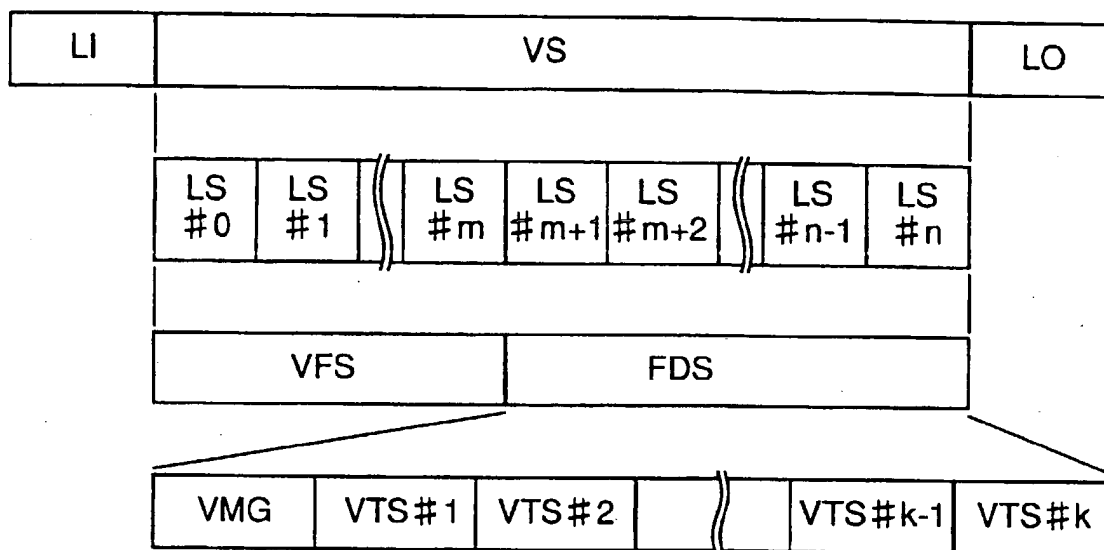 LI VS LO
LS LS LS LS LS LS LS
#0 #1 #m #m+1 #m+2 #n-1 #n
VFS FDS
VMG VTS#1 VTS#2 VTS#k-1 VTS#k